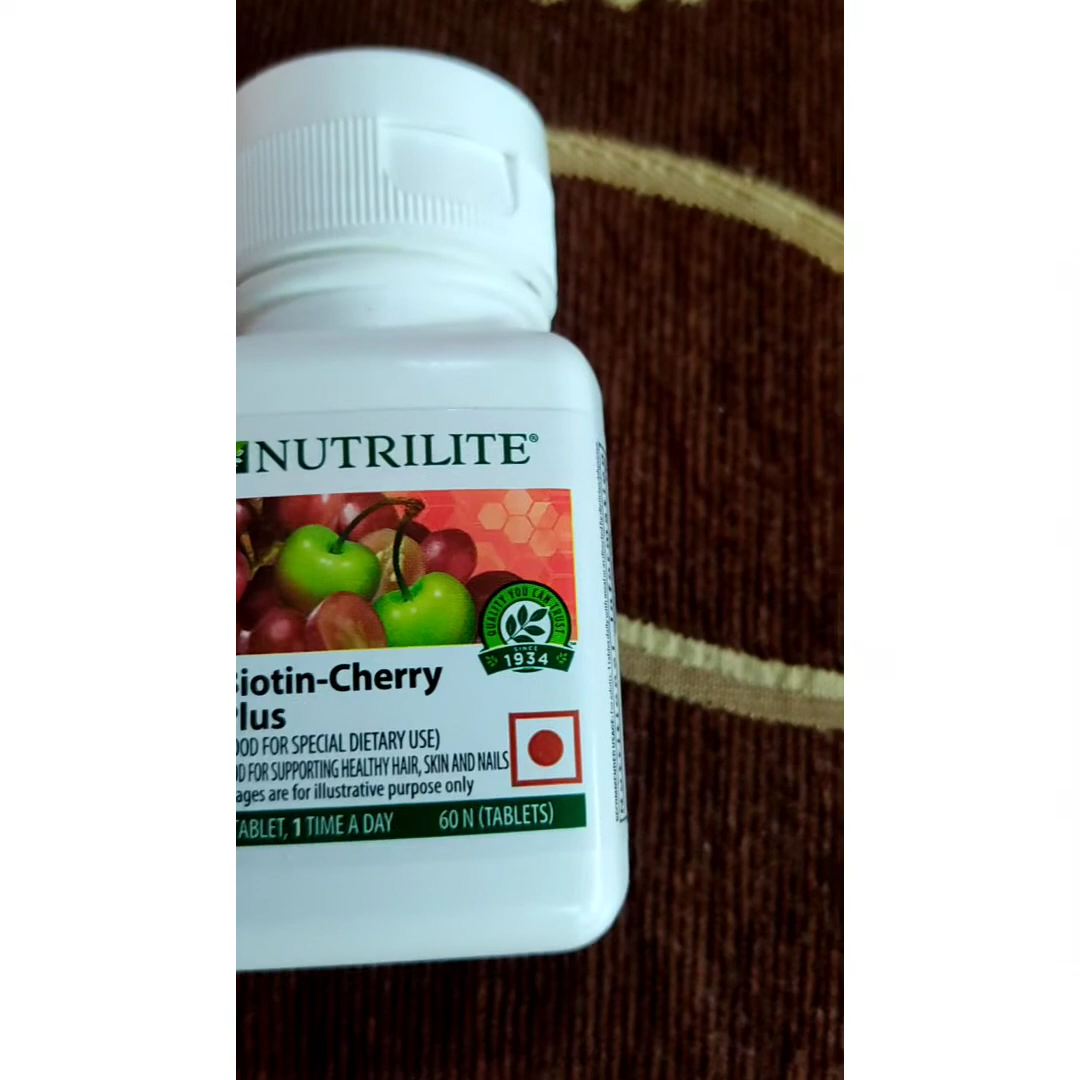 NUTRILITE®
QUALITY YOU CAN TRUST
SINCE
1934
iotin-Cherry
lus
OOD FOR SPECIAL DIETARY USE)
D FOR SUPPORTING HEALTHY HAIR, SKIN AND NAILS
ages are for illustrative purpose only
TABLET, 1 TIME A DAY 60 N (TABLETS)